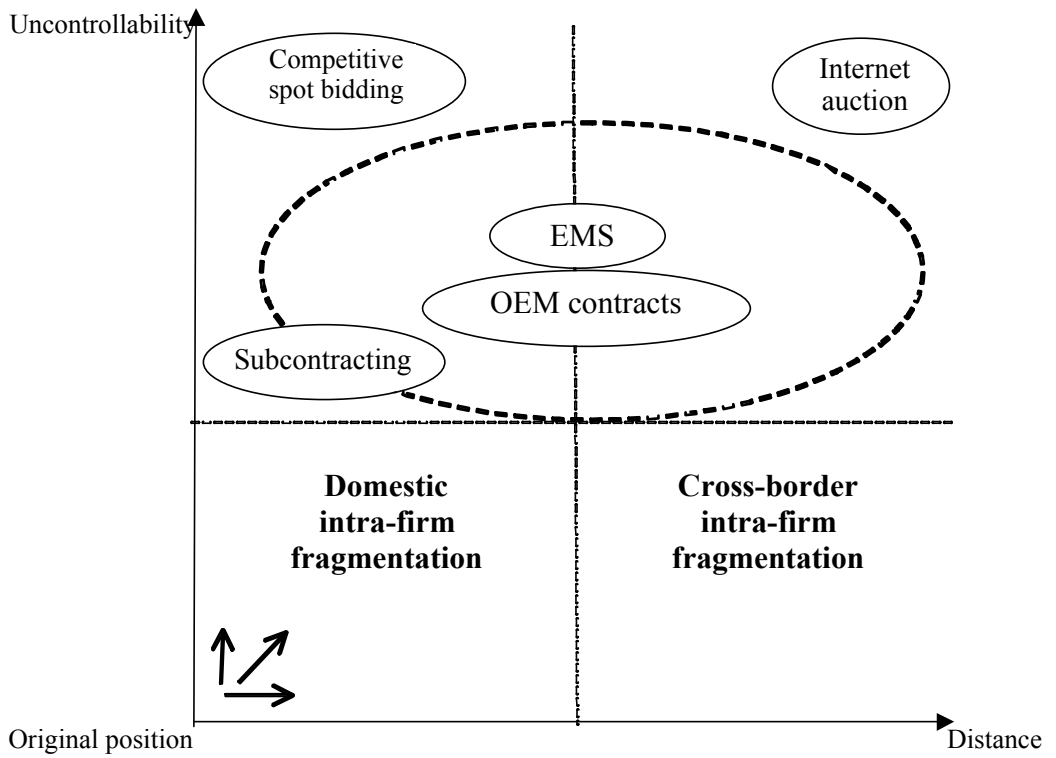 Uncontrollability
Competitive
spot bidding
Internet
auction
EMS
OEM contracts
Subcontracting
Domestic
intra-firm
fragmentation
Cross-border
intra-firm
fragmentation
Original position
Distance